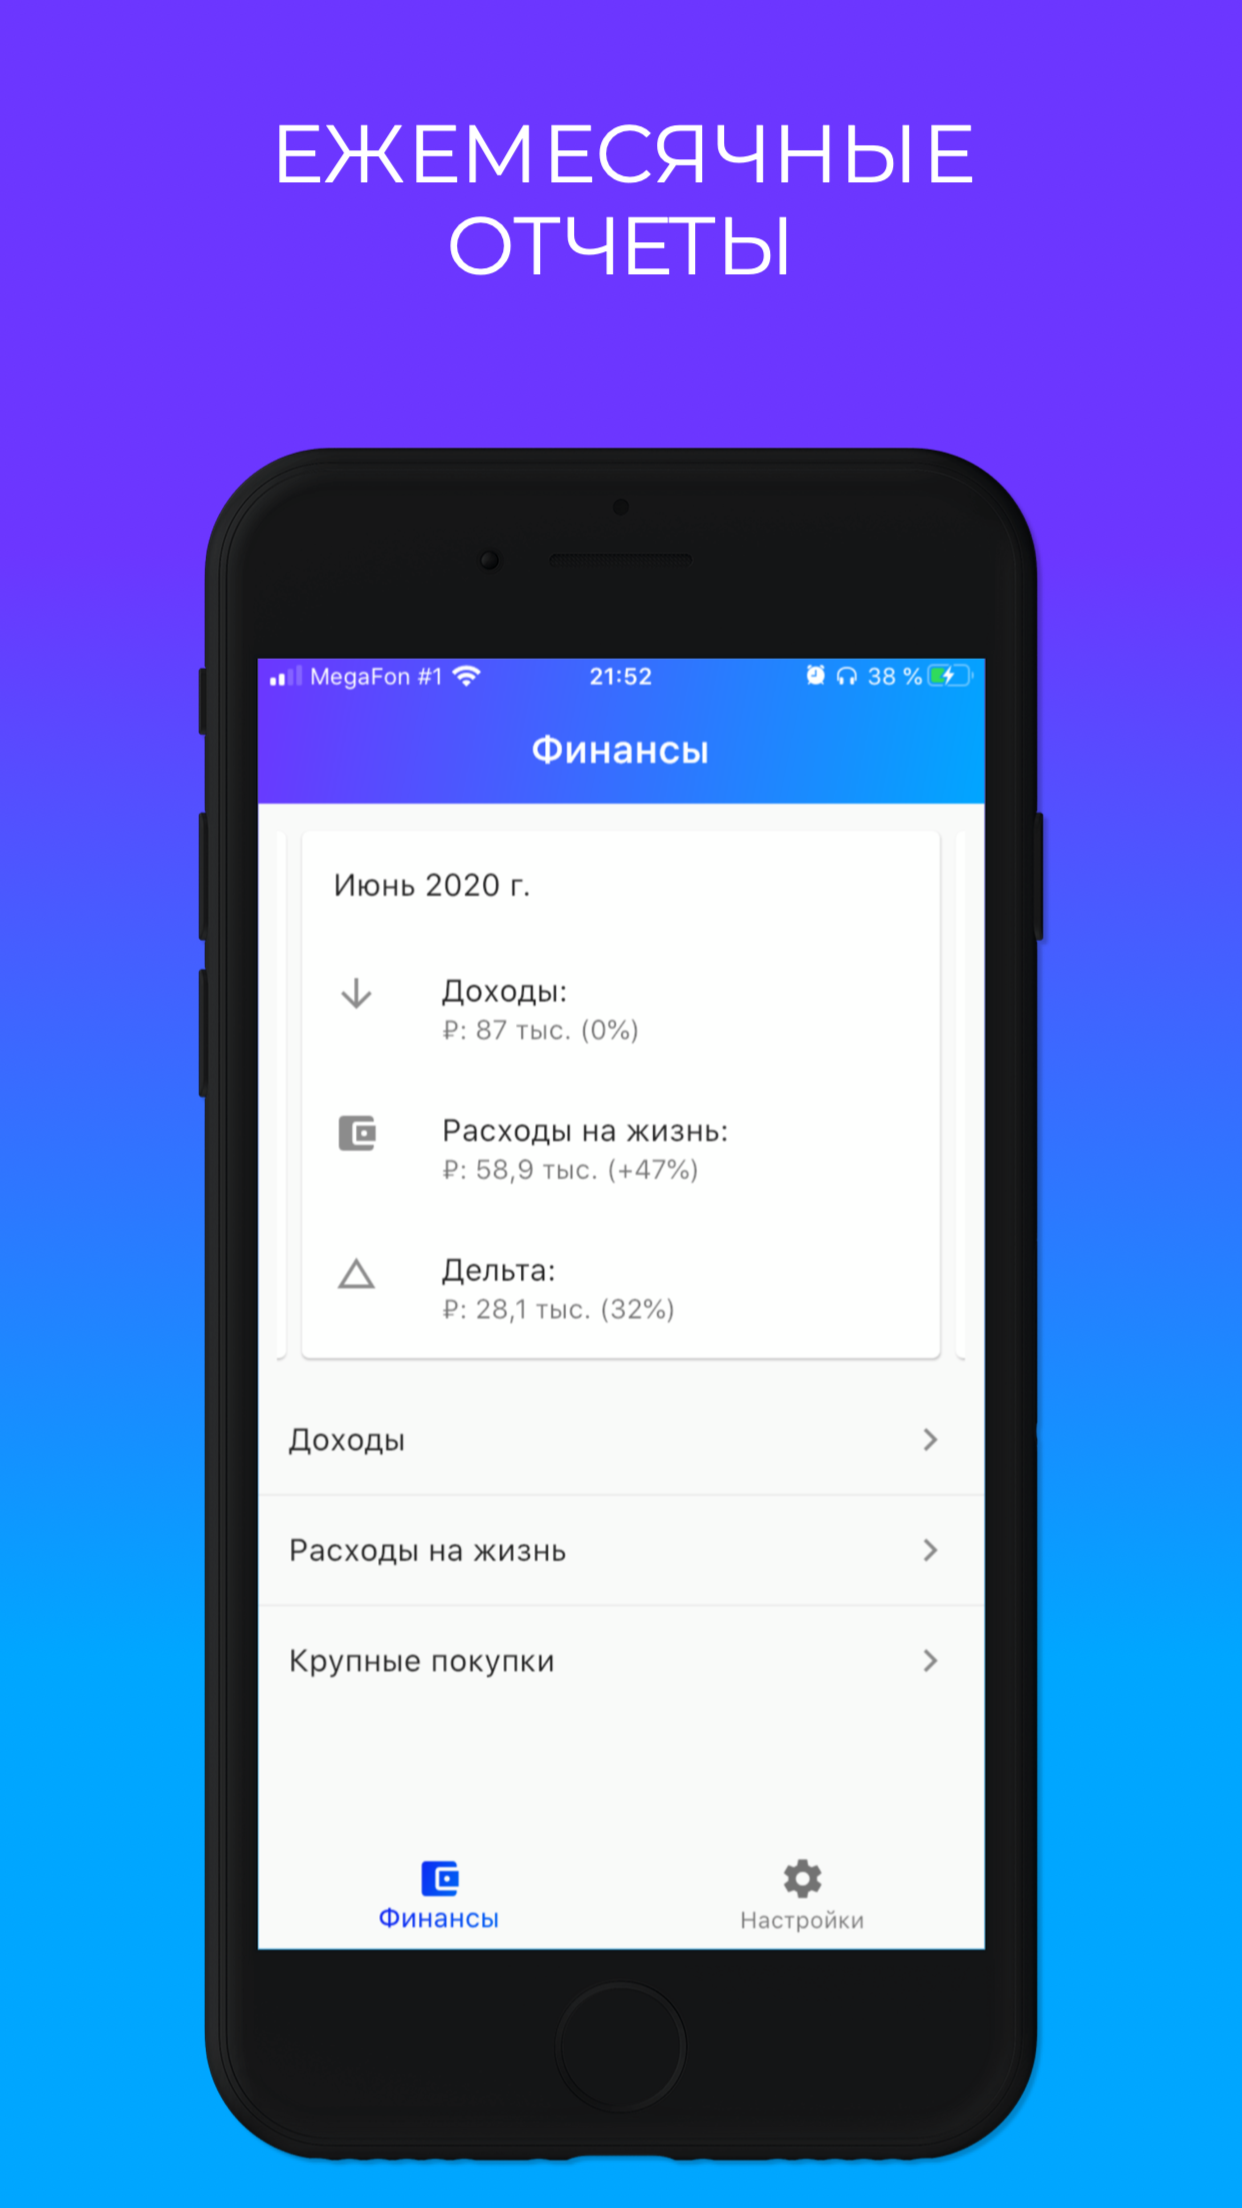 ЕЖЕМЕСЯЧНЫЕ
ОТЧЕТЫ
MegaFon #1 21:52 38 %
Финансы
Июнь 2020 г.
Доходы:
₽: 87 тыс. (0%)
Расходы на жизнь:
₽: 58,9 тыс. (+47%)
Дельта:
₽: 28,1 тыс. (32%)
Доходы
Расходы на жизнь
Крупные покупки
Финансы Настройки